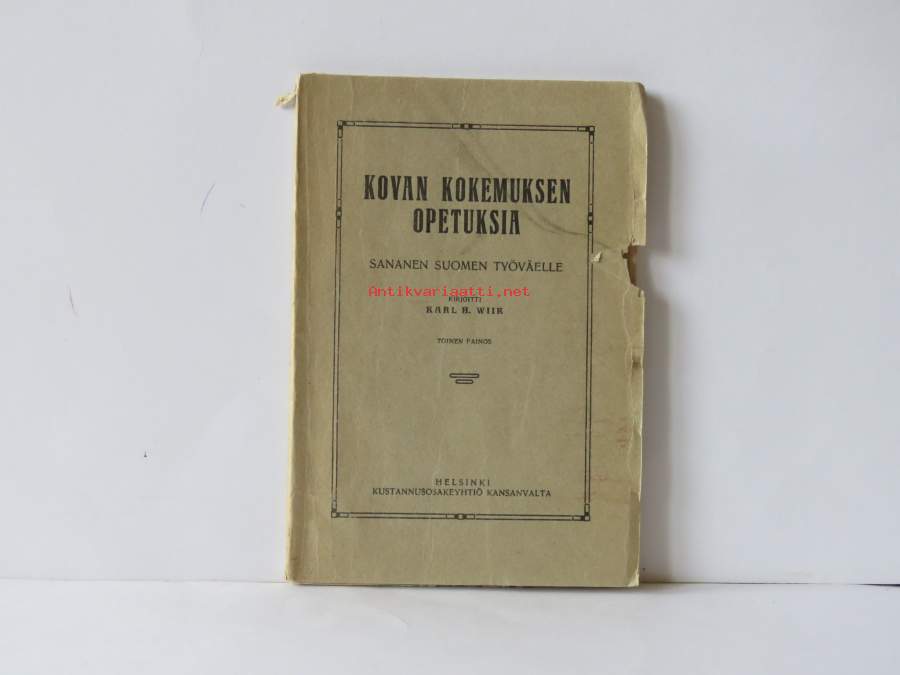 KOVAN KOKEMUKSEN
OPETUKSIA
SANANEN SUOMEN TYÖVÄELLE
Antikvariaatti.net
KIRJOITTI
KARL H. WIIK
TOINEN PAINOS
HELSINKI
KUSTANNUSOSAKEYHTIÖ KANSANVALTA